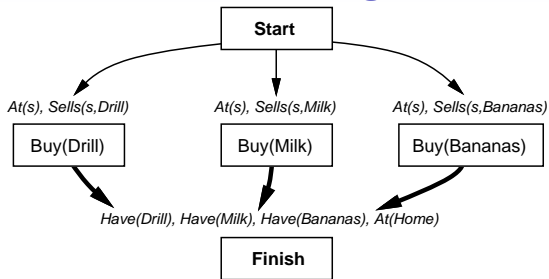 Start
At(s), Sells(s,Drill) At(s), Sells(s,Milk) At(s), Sells(s,Bananas)
Buy(Drill) Buy(Milk) Buy(Bananas)
Have(Drill), Have(Milk), Have(Bananas), At(Home)
Finish